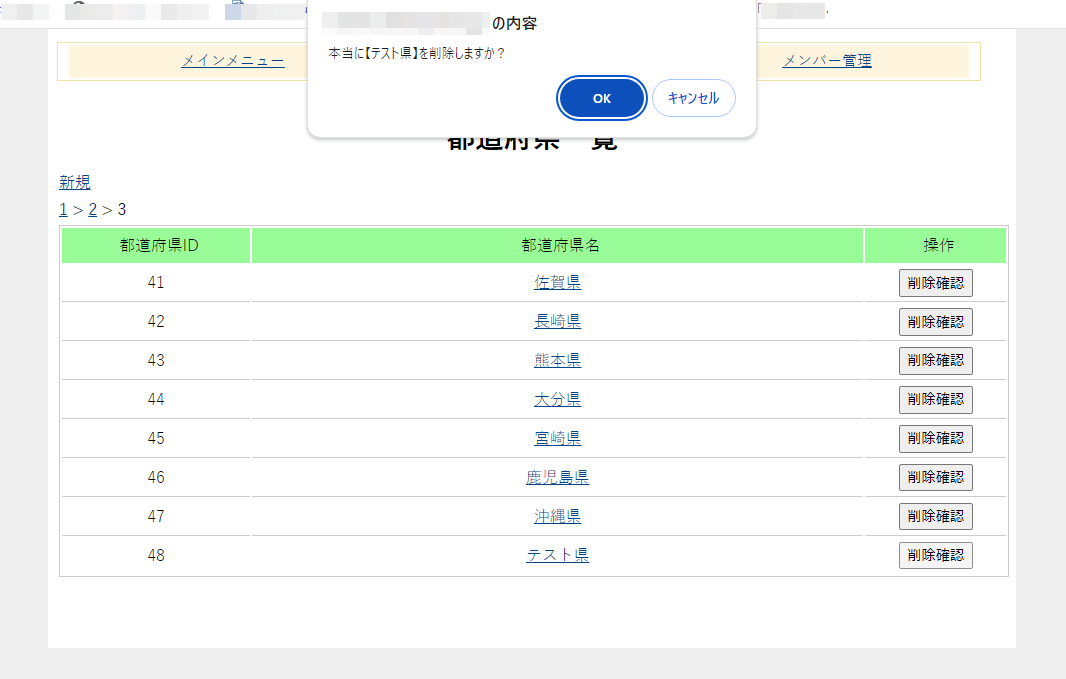 の内容
本当に【テスト県】を削除しますか？
OK キャンセル
メインメニュー メンバー管理
都道府県一覧
新規
1 > 2 > 3
都道府県ID 都道府県名 操作
41 佐賀県 削除確認
42 長崎県 削除確認
43 熊本県 削除確認
44 大分県 削除確認
45 宮崎県 削除確認
46 鹿児島県 削除確認
47 沖縄県 削除確認
48 テスト県 削除確認